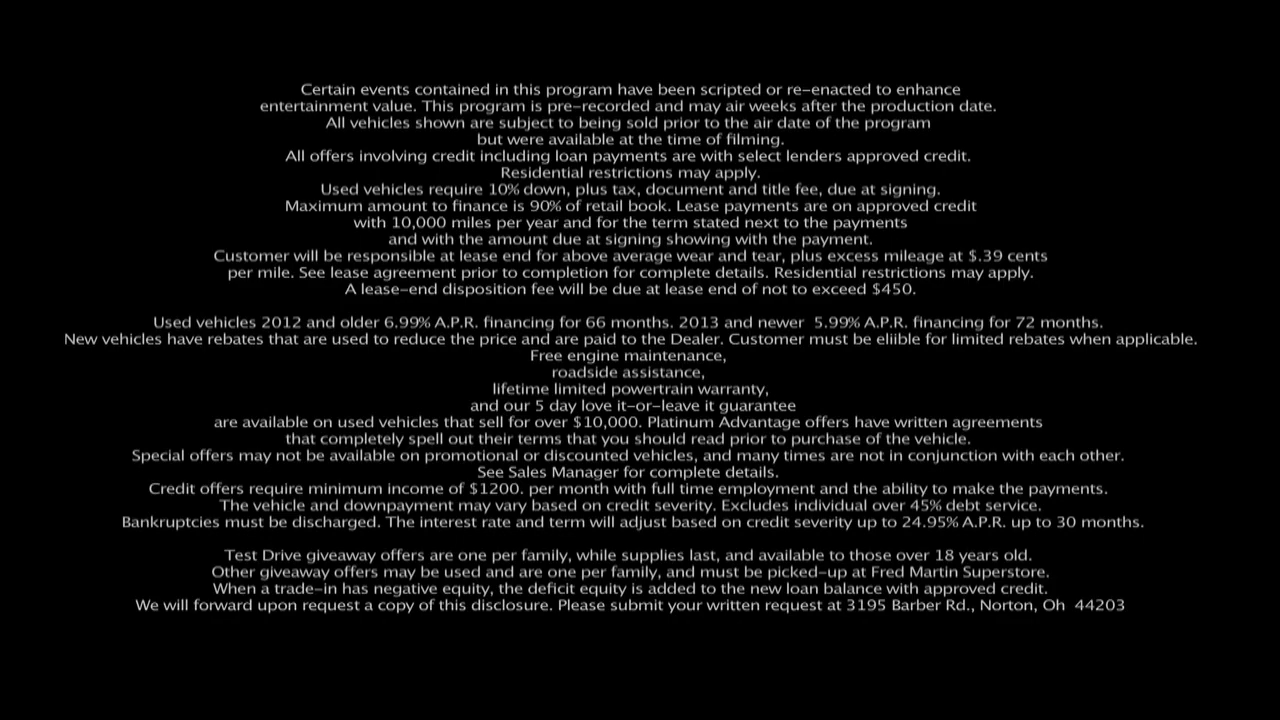 Certain events contained in this program have been scripted or re-enacted to enhance
entertainment value. This program is pre-recorded and may air weeks after the production date.
All vehicles shown are subject to being sold prior to the air date of the program
but were available at the time of filming.
All offers involving credit including loan payments are with select lenders approved credit.
Residential restrictions may apply.
Used vehicles require 10% down, plus tax, document and title fee, due at signing.
Maximum amount to finance is 90% of retail book. Lease payments are on approved credit
with 10,000 miles per year and for the term stated next to the payments
and with the amount due at signing showing with the payment.
Customer will be responsible at lease end for above average wear and tear, plus excess mileage at $.39 cents
per mile. See lease agreement prior to completion for complete details. Residential restrictions may apply.
A lease-end disposition fee will be due at lease end of not to exceed $450.
Used vehicles 2012 and older 6.99% A.P.R. financing for 66 months. 2013 and newer  5.99% A.P.R. financing for 72 months.
New vehicles have rebates that are used to reduce the price and are paid to the Dealer. Customer must be eliible for limited rebates when applicable.
Free engine maintenance,
roadside assistance,
lifetime limited powertrain warranty,
and our 5 day love it-or-leave it guarantee
are available on used vehicles that sell for over $10,000. Platinum Advantage offers have written agreements
that completely spell out their terms that you should read prior to purchase of the vehicle.
Special offers may not be available on promotional or discounted vehicles, and many times are not in conjunction with each other.
See Sales Manager for complete details.
Credit offers require minimum income of $1200. per month with full time employment and the ability to make the payments.
The vehicle and downpayment may vary based on credit severity. Excludes individual over 45% debt service.
Bankruptcies must be discharged. The interest rate and term will adjust based on credit severity up to 24.95% A.P.R. up to 30 months.
Test Drive giveaway offers are one per family, while supplies last, and available to those over 18 years old.
Other giveaway offers may be used and are one per family, and must be picked-up at Fred Martin Superstore.
When a trade-in has negative equity, the deficit equity is added to the new loan balance with approved credit.
We will forward upon request a copy of this disclosure. Please submit your written request at 3195 Barber Rd., Norton, Oh  44203